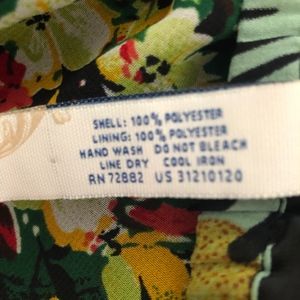 SHELL: 100% POLYESTER
LINING: 100% POLYESTER
HAND WASH DO NOT BLEACH
LINE DRY COOL IRON
RN 72882 US 31210120